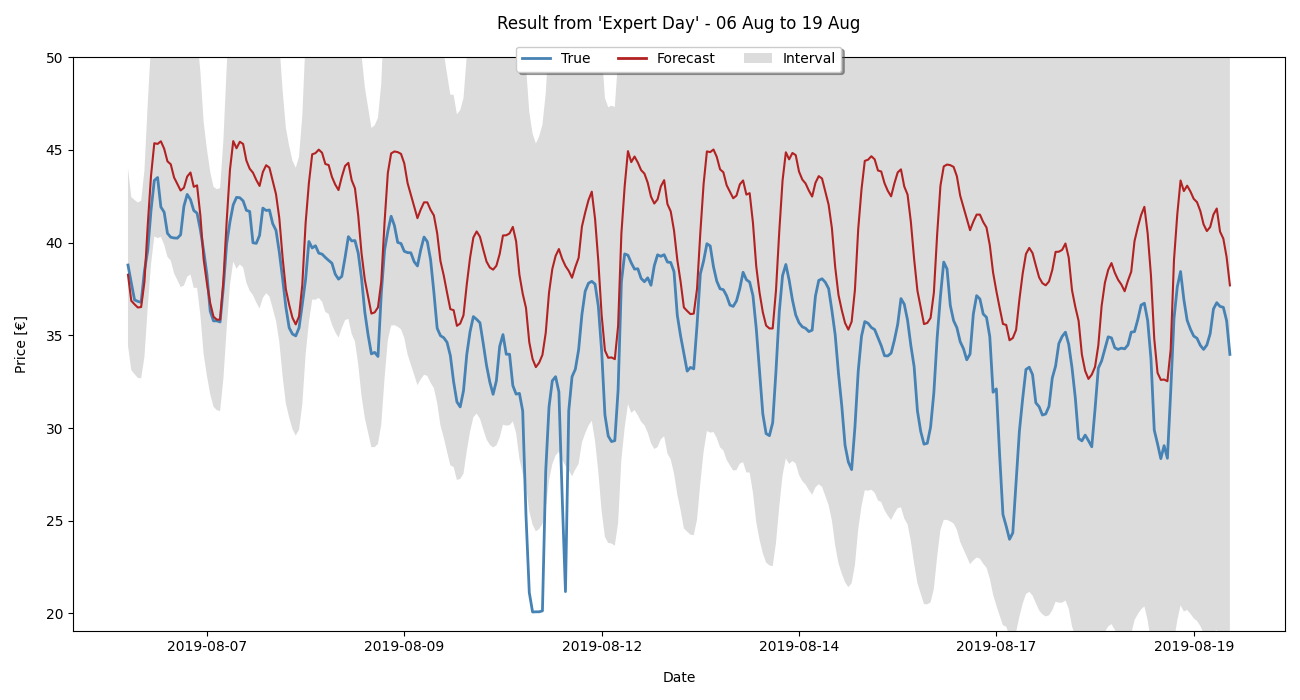 Result from 'Expert Day' - 06 Aug to 19 Aug
True Forecast Interval
50
45
40
35
30
25
20
Price [€]
2019-08-07 2019-08-09 2019-08-12 2019-08-14 2019-08-17 2019-08-19
Date